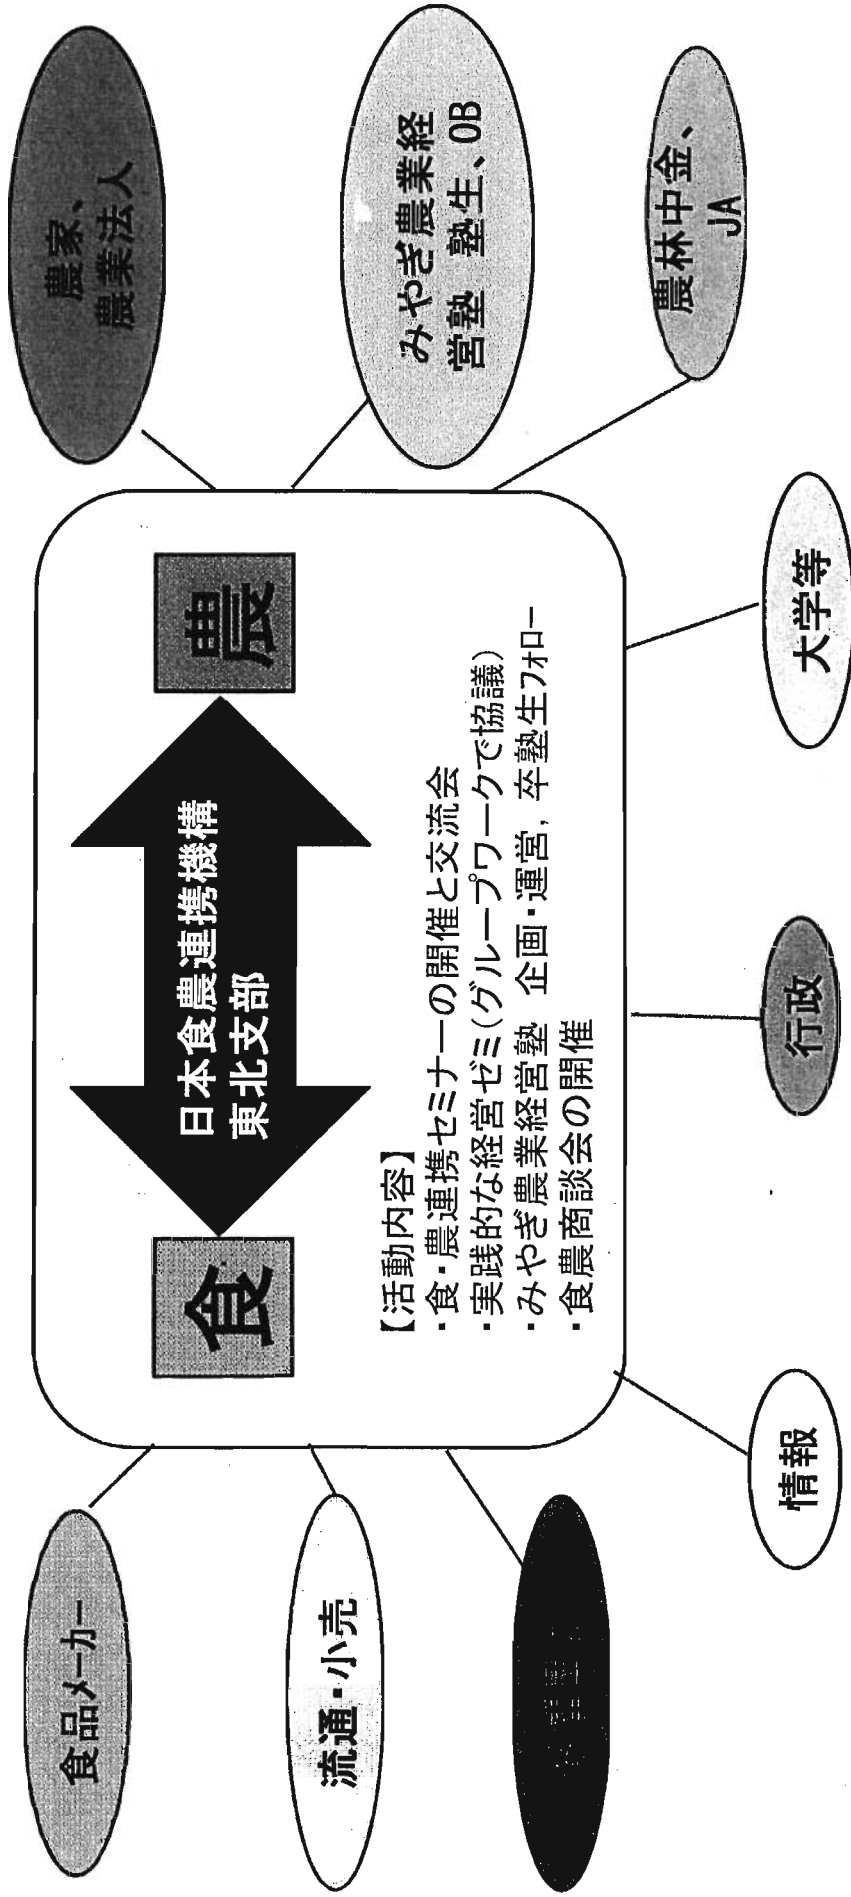 食
農
日本食農連携機構
東北支部
【活動内容】
・食・農連携セミナーの開催と交流会
・実践的な経営ゼミ(グループワークで協議)
・みやぎ農業経営塾 企画・運営, 卒塾生フォロー
・食農商談会の開催
食品メーカー
流通・小売
情報
行政
大学等
農林中金、
JA
みやぎ農業経
営塾 塾生、OB
農家、
農業法人